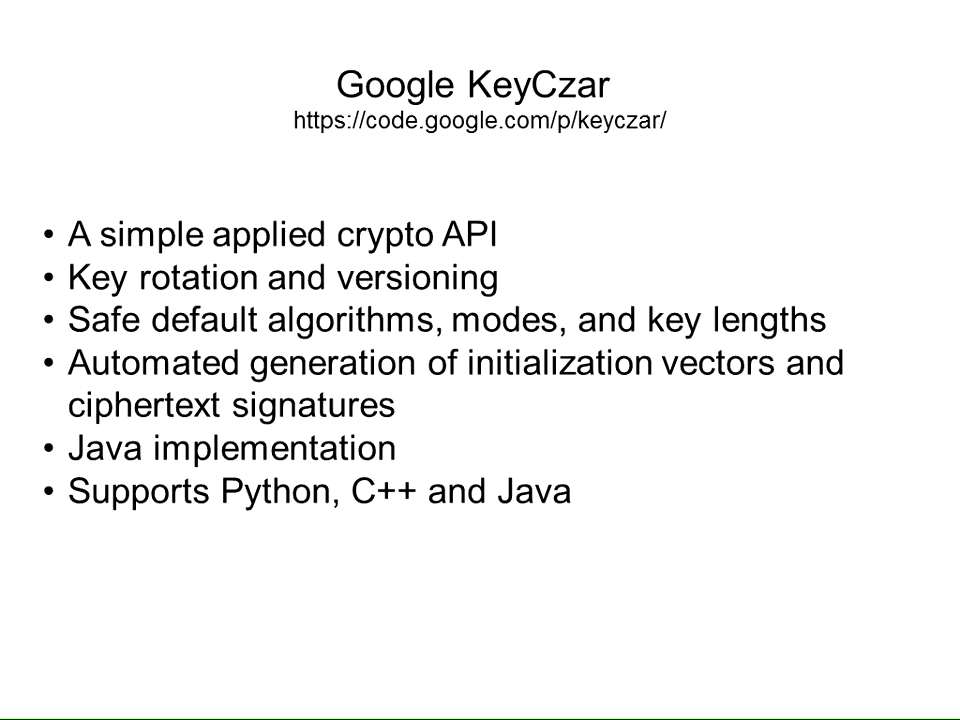 Google KeyCzar
https://code.google.com/p/keyczar/
• A simple applied crypto API
• Key rotation and versioning
• Safe default algorithms, modes, and key lengths
• Automated generation of initialization vectors and
ciphertext signatures
• Java implementation
• Supports Python, C++ and Java